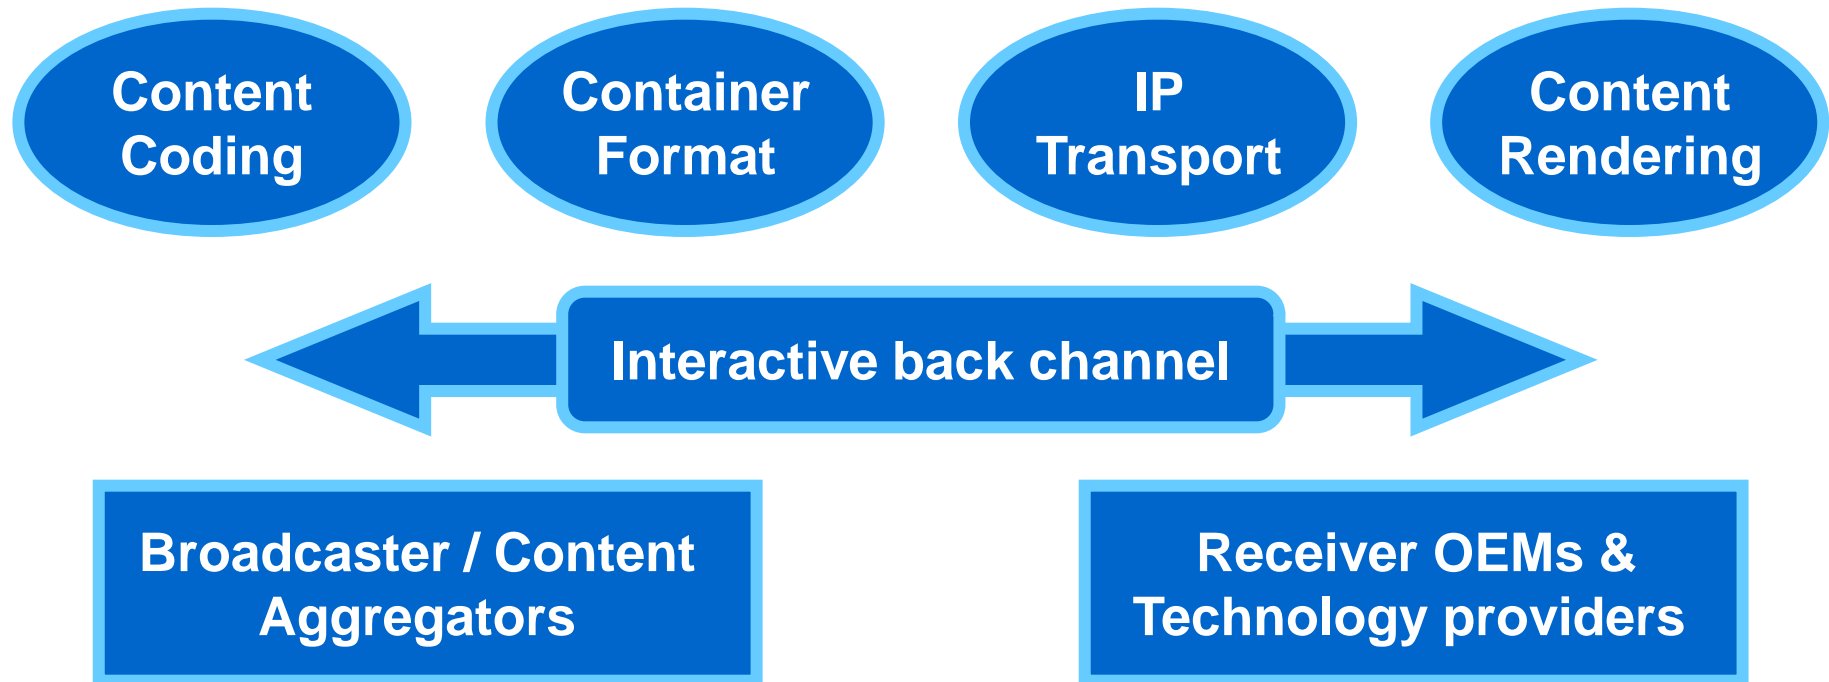 Content
Coding
Container
Format
IP
Transport
Content
Rendering
Interactive back channel
Broadcaster / Content
Aggregators
Receiver OEMs &
Technology providers